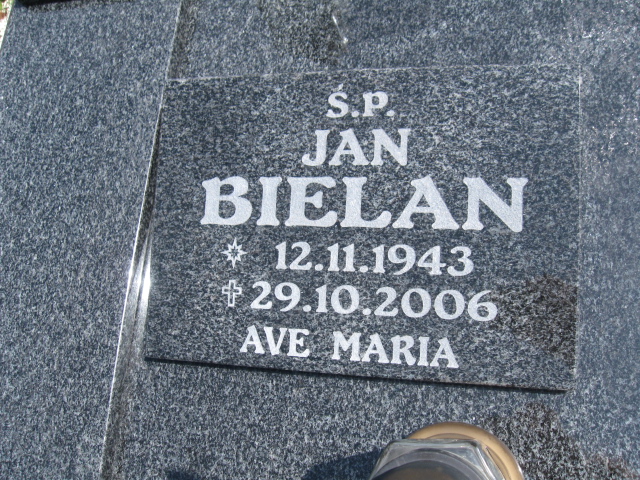 Ś.P.
JAN
BIELAN
12.11.1943
29.10.2006
AVE MARIA